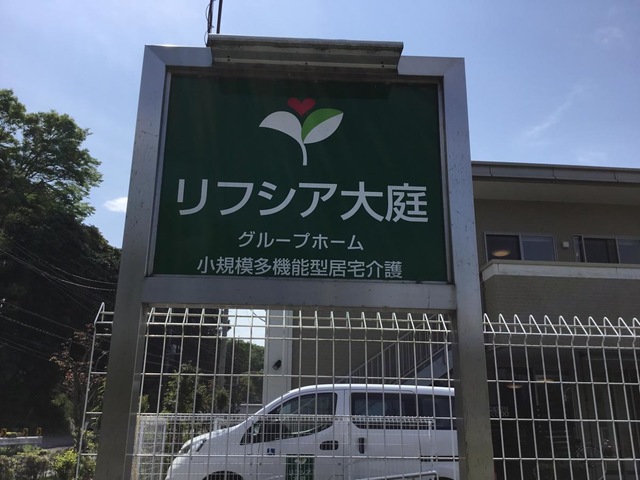 リフシア大庭
グループホーム
小規模多機能型居宅介護